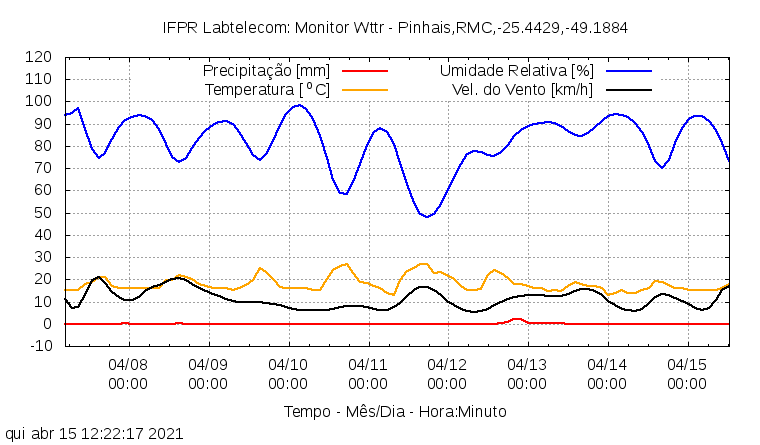 IFPR Labtelecom: Monitor Wttr - Pinhais,RMC,-25.4429,-49.1884
Precipitação [mm]
Umidade Relativa [%]
Temperatura [⁰C]
Vel. do Vento [km/h]
120
110
100
90
80
70
60
50
40
30
20
10
0
-10
04/08 04/09 04/10 04/11 04/12 04/13 04/14 04/15
00:00 00:00 00:00 00:00 00:00 00:00 00:00 00:00
Tempo - Mês/Dia - Hora:Minuto
qui abr 15 12:22:17 2021